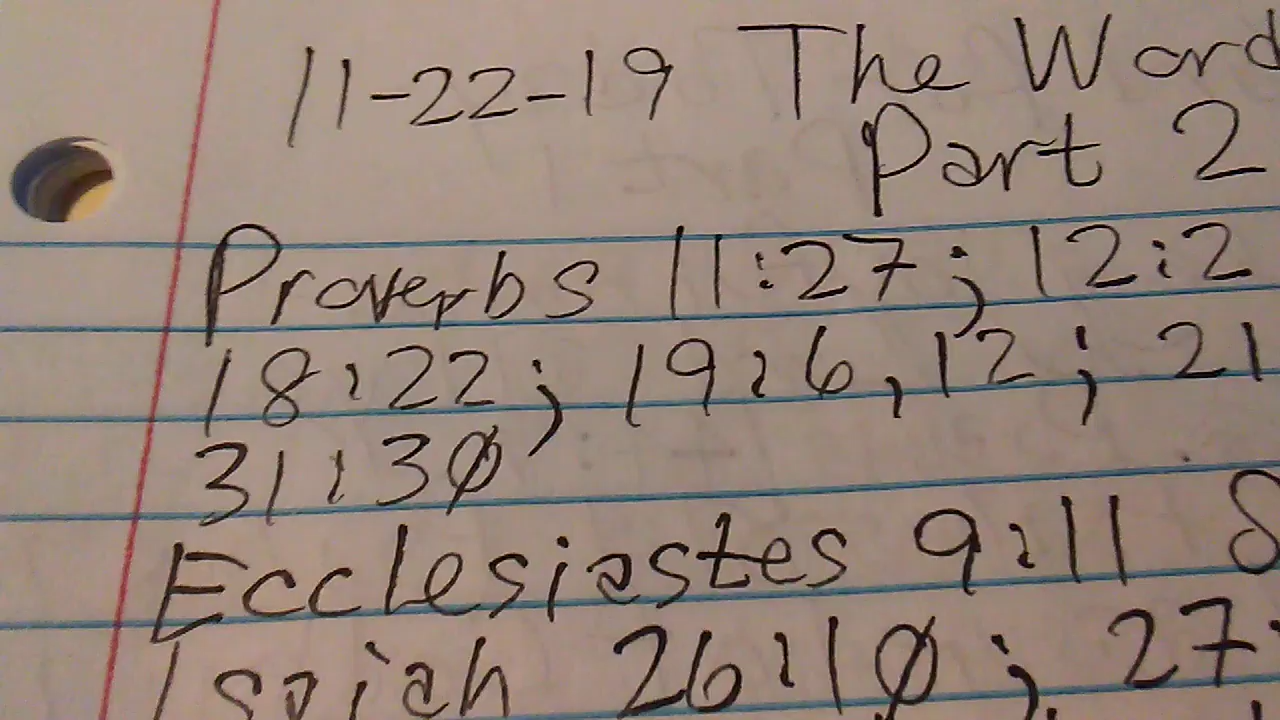 11-22-19 The Word
Part 2
Proverbs 11:27; 12:2
18:22; 19:6,12; 21
31:30
Ecclesiastes 9:11 S
Isaiah 26:10; 27: